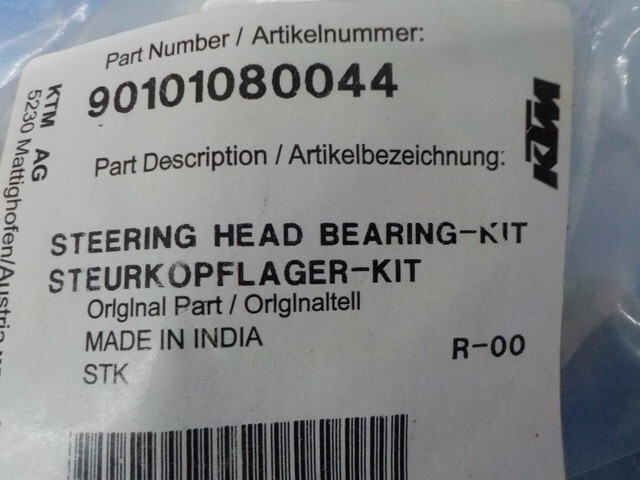 Part Number / Artikelnummer:
90101080044
KTM AG
5230 Mattighofen/Austria
KTM
Part Description / Artikelbezeichnung:
STEERING HEAD BEARING-KIT
STEURKOPFLAGER-KIT
Original Part / Originalteil
MADE IN INDIA
R-00
STK